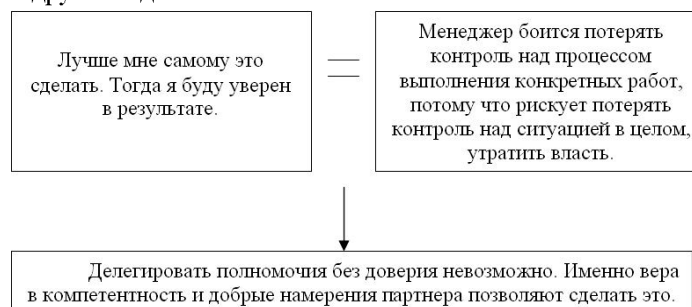 Лучше мне самому это
сделать. Тогда я буду уверен
в результате.
Менеджер боится потерять
контроль над процессом
выполнения конкретных работ,
потому что рискует потерять
контроль над ситуацией в целом,
утратить власть.
Делегировать полномочия без доверия невозможно. Именно вера
в компетентность и добрые намерения партнера позволяют сделать это.